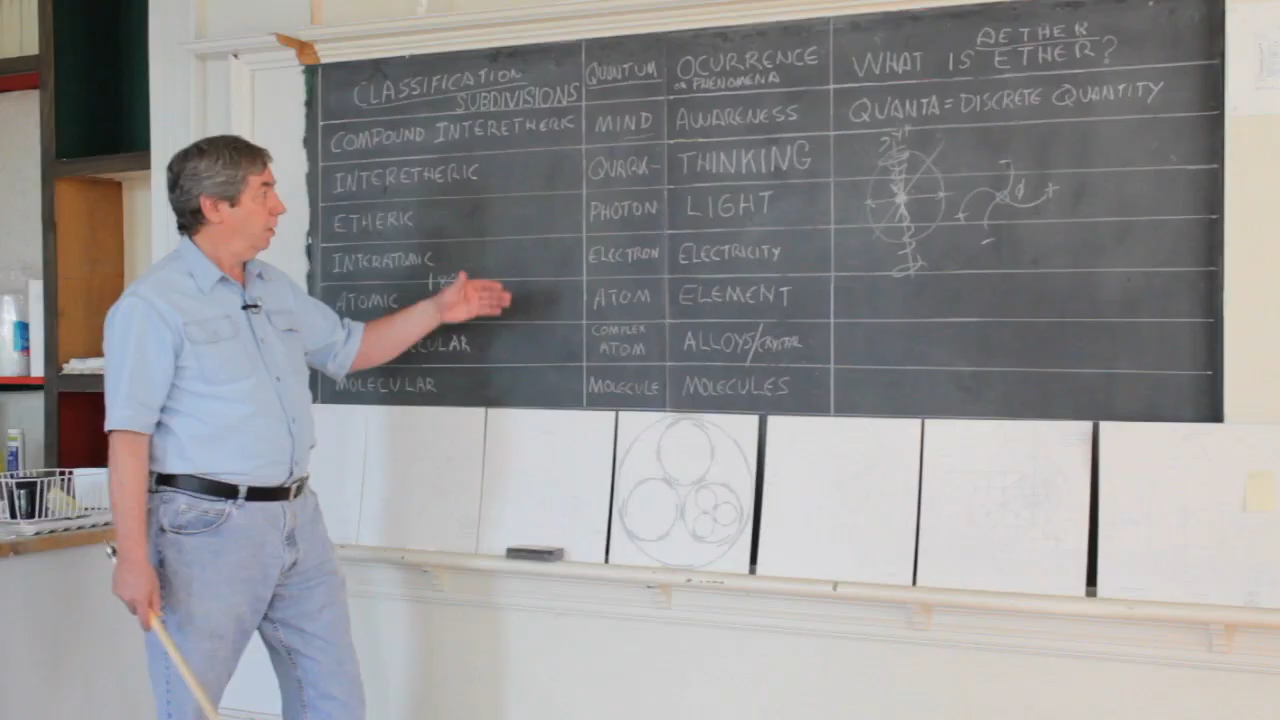 CLASSIFICATION
SUBDIVISIONS
QUANTUM
OCURRENCE
OR PHENOMENA
WHAT IS AETHER
ETHER?
COMPOUND INTERETHERIC
MIND
AWARENESS
QUANTA = DISCRETE QUANTITY
INTERETHERIC
QUARK-
THINKING
ETHERIC
PHOTON
LIGHT
INTERATOMIC
ELECTRON
ELECTRICITY
ATOMIC
ATOM
ELEMENT
COMPLEX
ATOM
ALLOYS/CRYSTAL
MOLECULAR
MOLECULE
MOLECULES